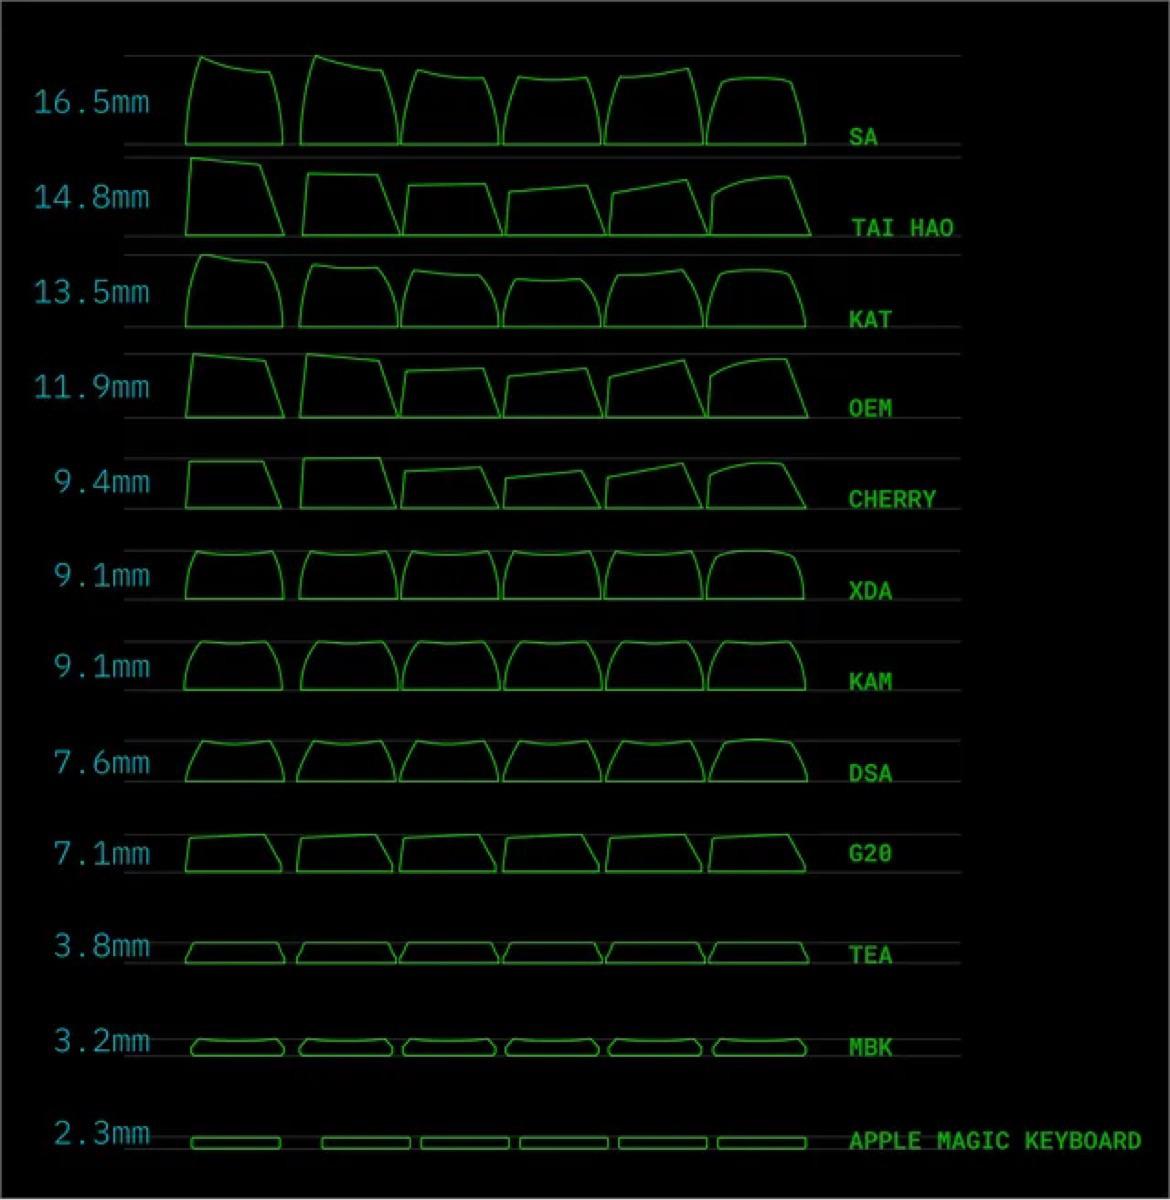 16.5mm SA
14.8mm TAI HAO
13.5mm KAT
11.9mm OEM
9.4mm CHERRY
9.1mm XDA
9.1mm KAM
7.6mm DSA
7.1mm G20
3.8mm TEA
3.2mm MBK
2.3mm APPLE MAGIC KEYBOARD